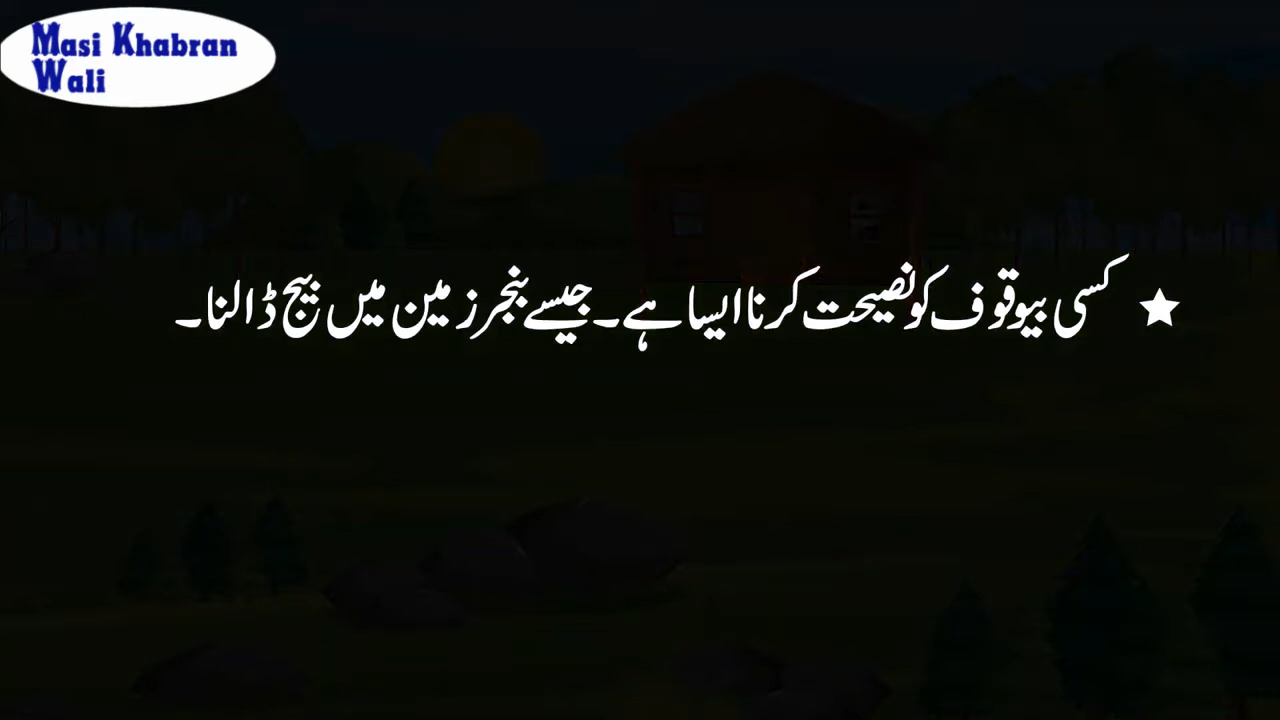 Masi Khabran
Wali
★ کسی بیوقوف کو نصیحت کرنا ایسا ہے۔ جیسے بنجر زمین میں بیج ڈالنا۔